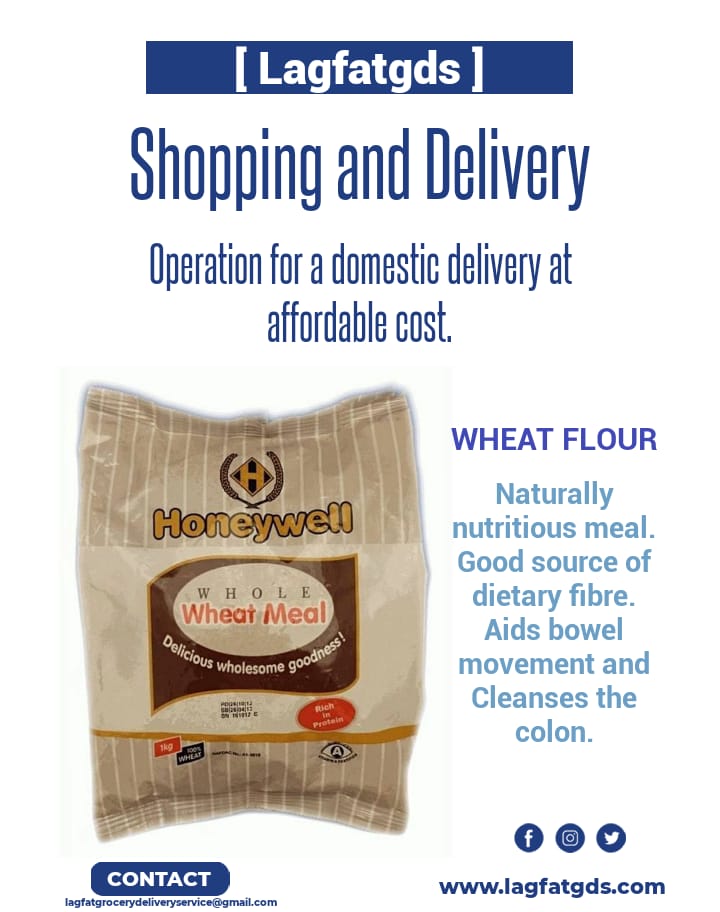 [ Lagfatgds ]
Shopping and Delivery
Operation for a domestic delivery at
affordable cost.
H
Honeywell
WHOLE
Wheat Meal
Delicious wholesome goodness!
Rich
in
Protein
1kg
100%
WHEAT
A
WHEAT FLOUR
Naturally
nutritious meal.
Good source of
dietary fibre.
Aids bowel
movement and
Cleanses the
colon.
CONTACT
lagfatgrocerydeliveryservice@gmail.com
www.lagfatgds.com